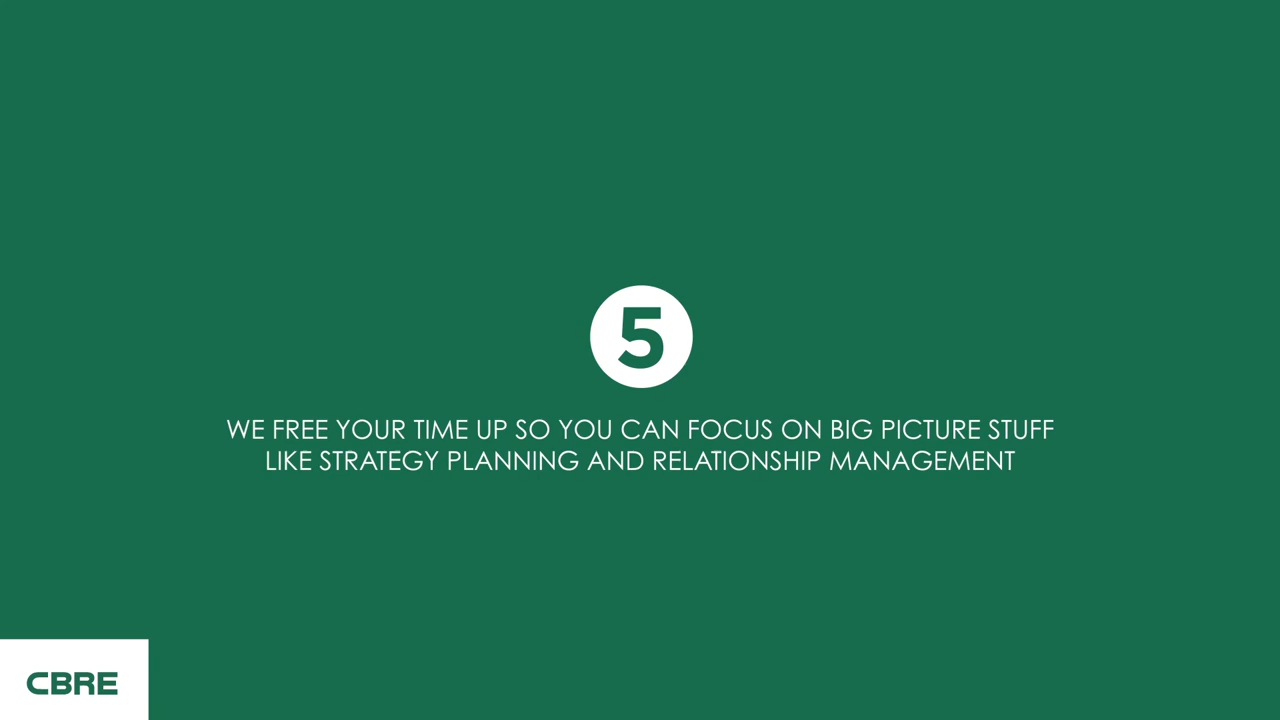 5
WE FREE YOUR TIME UP SO YOU CAN FOCUS ON BIG PICTURE STUFF
LIKE STRATEGY PLANNING AND RELATIONSHIP MANAGEMENT
CBRE